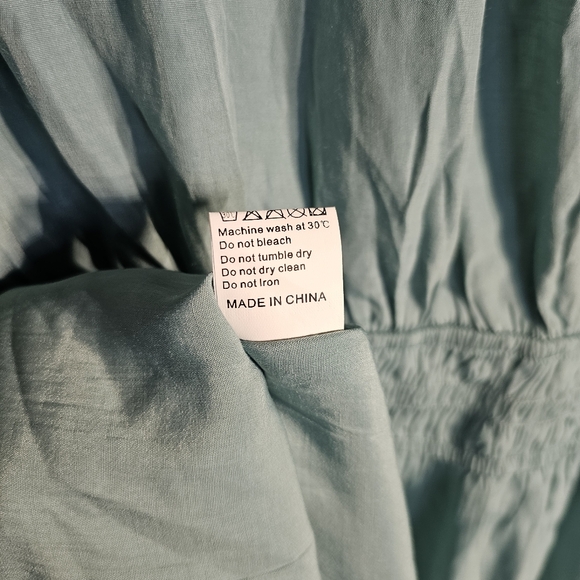 Machine wash at 30℃
Do not bleach
Do not tumble dry
Do not dry clean
Do not Iron
MADE IN CHINA